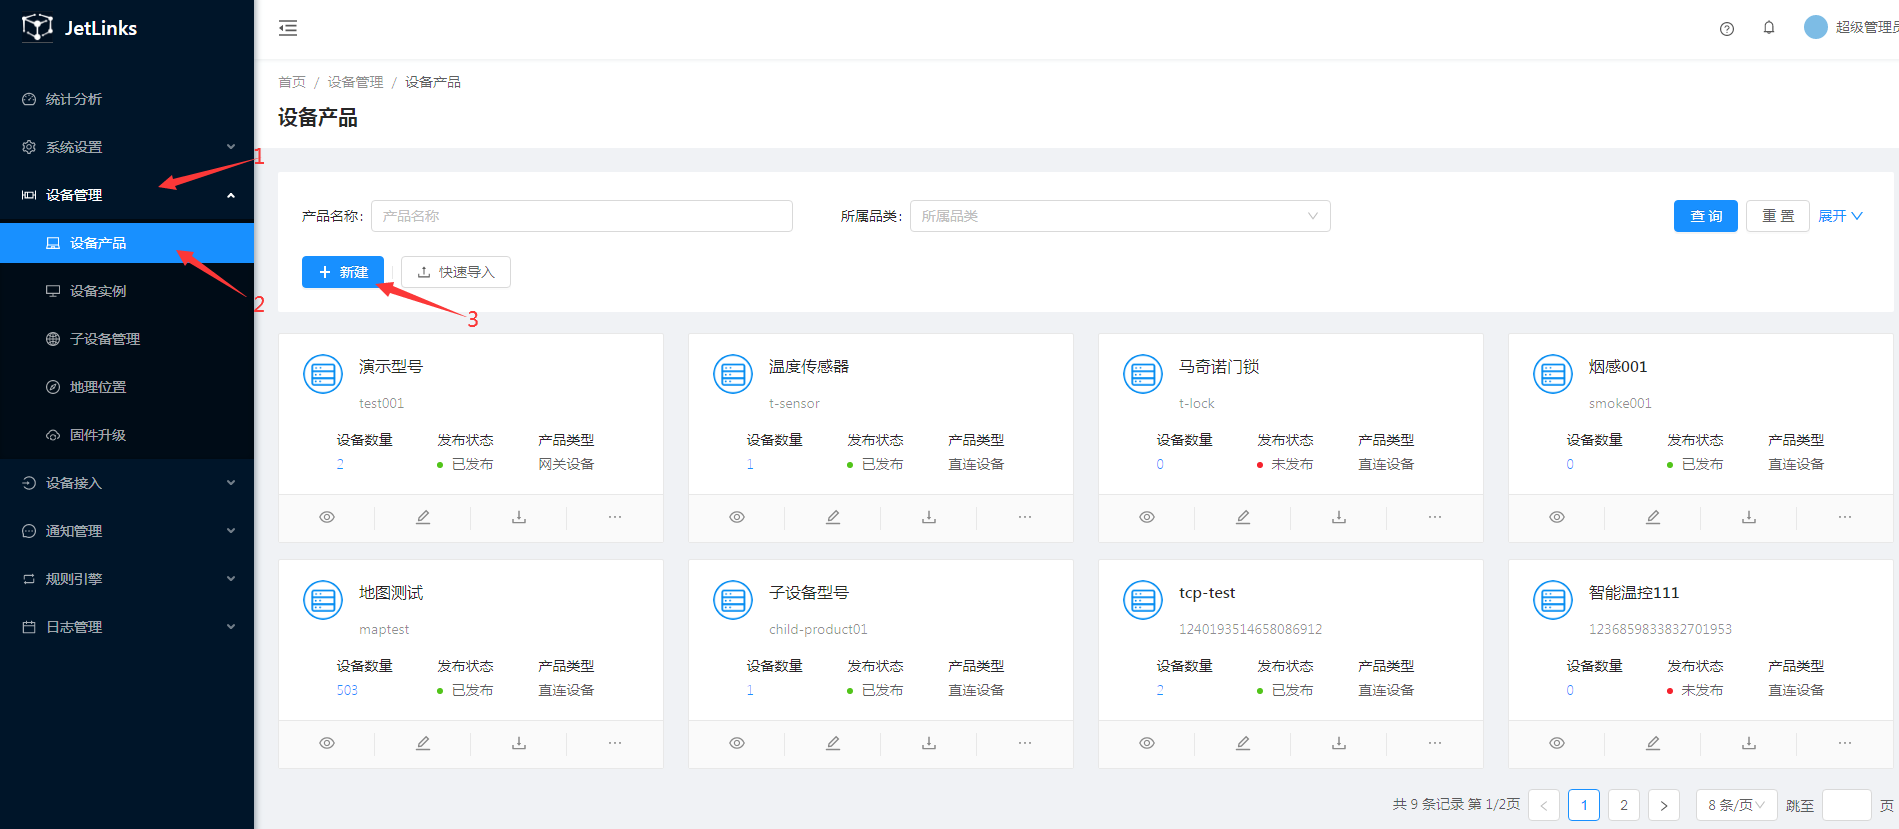 JetLinks
超级管理员
统计分析
系统设置
1
设备管理
设备产品
2
设备实例
子设备管理
地理位置
固件升级
设备接入
通知管理
规则引擎
日志管理
首页 / 设备管理 / 设备产品
设备产品
产品名称: 产品名称 所属品类: 所属品类 查 询 重 置 展开
新建 快速导入
3
演示型号
test001
设备数量 发布状态 产品类型
2 已发布 网关设备
温度传感器
t-sensor
设备数量 发布状态 产品类型
1 已发布 直连设备
马奇诺门锁
t-lock
设备数量 发布状态 产品类型
0 未发布 直连设备
烟感001
smoke001
设备数量 发布状态 产品类型
0 已发布 直连设备
地图测试
maptest
设备数量 发布状态 产品类型
503 已发布 直连设备
子设备型号
child-product01
设备数量 发布状态 产品类型
1 已发布 直连设备
tcp-test
1240193514658086912
设备数量 发布状态 产品类型
2 已发布 直连设备
智能温控111
1236859833832701953
设备数量 发布状态 产品类型
0 未发布 直连设备
共 9 条记录 第 1/2页 < 1 2 > 8 条/页 跳至 页